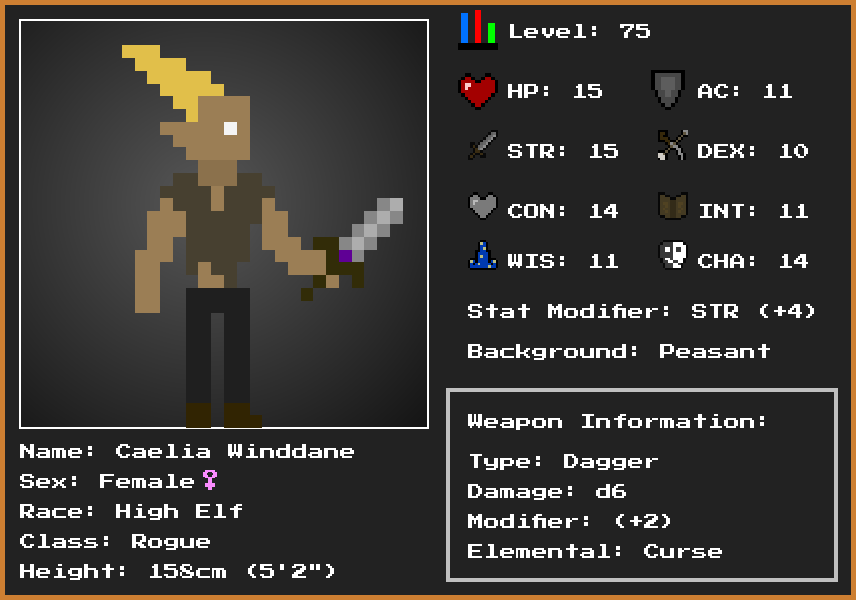 Level: 75
HP: 15 AC: 11
STR: 15 DEX: 10
CON: 14 INT: 11
WIS: 11 CHA: 14
Stat Modifier: STR (+4)
Background: Peasant
Weapon Information:
Type: Dagger
Damage: d6
Modifier: (+2)
Elemental: Curse
Name: Caelia Winddane
Sex: Female♀
Race: High Elf
Class: Rogue
Height: 158cm (5'2")